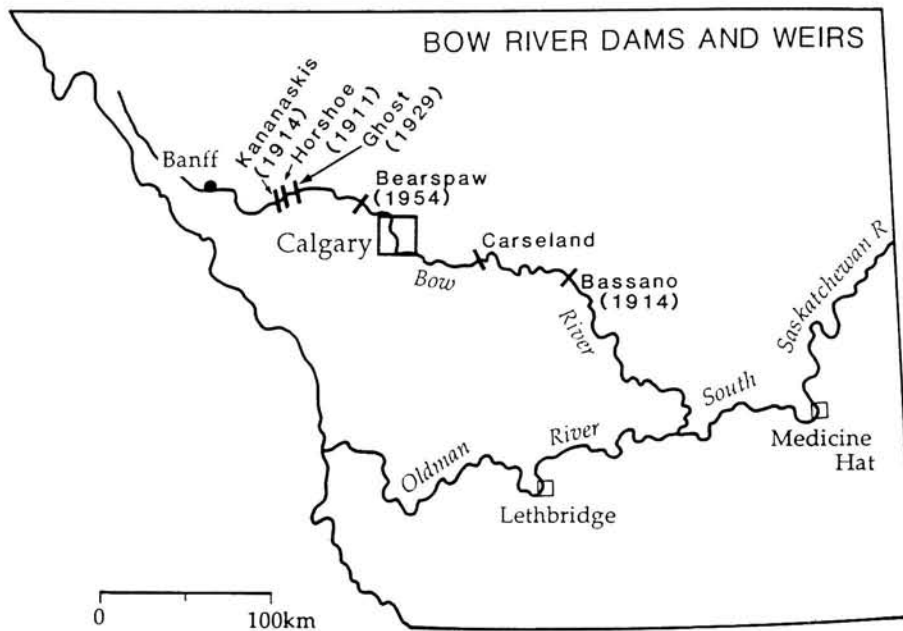 BOW RIVER DAMS AND WEIRS
Kananaskis
(1914)
Horshoe
(1911)
Ghost
(1929)
Banff
Bearspaw
(1954)
Calgary
Carseland
Bow
Bassano
(1914)
River
Saskatchewan R
South
River
Oldman
Medicine
Hat
Lethbridge
0
100km